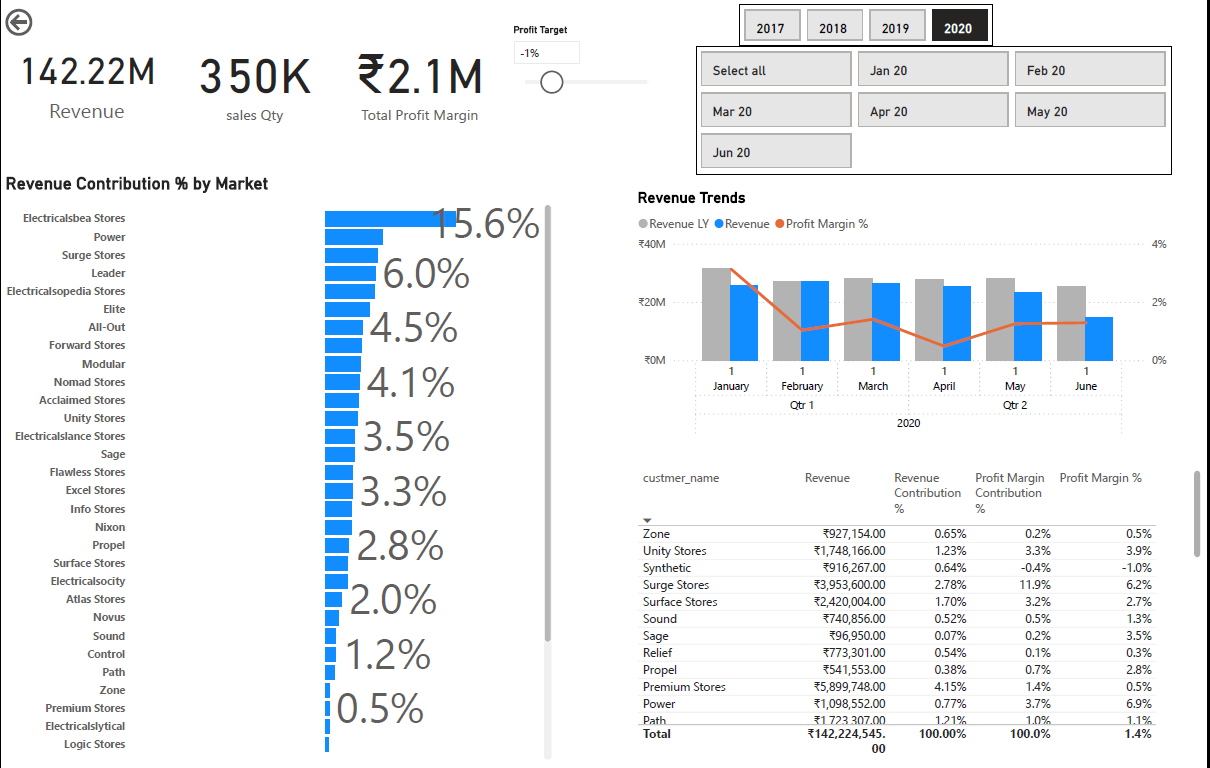 142.22M
Revenue
350K
sales Qty
₹2.1M
Total Profit Margin
Profit Target
-1%
2017 2018 2019 2020
Select all Jan 20 Feb 20
Mar 20 Apr 20 May 20
Jun 20
Revenue Contribution % by Market
Electricalsbea Stores 15.6%
Power
Surge Stores
Leader 6.0%
Electricalsopedia Stores
Elite
All-Out 4.5%
Forward Stores
Modular
Nomad Stores 4.1%
Acclaimed Stores
Unity Stores
Electricalslance Stores 3.5%
Sage
Flawless Stores
Excel Stores 3.3%
Info Stores
Nixon
Propel 2.8%
Surface Stores
Electricalsocity
Atlas Stores 2.0%
Novus
Sound
Control 1.2%
Path
Zone
Premium Stores 0.5%
Electricalslytical
Logic Stores
Revenue Trends
Revenue LY Revenue Profit Margin %
₹40M 4%
₹20M 2%
₹0M 0%
1 1 1 1 1 1
January February March April May June
Qtr 1 Qtr 2
2020
custmer_name Revenue Revenue Profit Margin Profit Margin %
Contribution Contribution
% %
Zone ₹927,154.00 0.65% 0.2% 0.5%
Unity Stores ₹1,748,166.00 1.23% 3.3% 3.9%
Synthetic ₹916,267.00 0.64% -0.4% -1.0%
Surge Stores ₹3,953,600.00 2.78% 11.9% 6.2%
Surface Stores ₹2,420,004.00 1.70% 3.2% 2.7%
Sound ₹740,856.00 0.52% 0.5% 1.3%
Sage ₹96,950.00 0.07% 0.2% 3.5%
Relief ₹773,301.00 0.54% 0.1% 0.3%
Propel ₹541,553.00 0.38% 0.7% 2.8%
Premium Stores ₹5,899,748.00 4.15% 1.4% 0.5%
Power ₹1,098,552.00 0.77% 3.7% 6.9%
Path ₹1,723,307.00 1.21% 1.0% 1.1%
Total ₹142,224,545. 100.00% 100.0% 1.4%
00